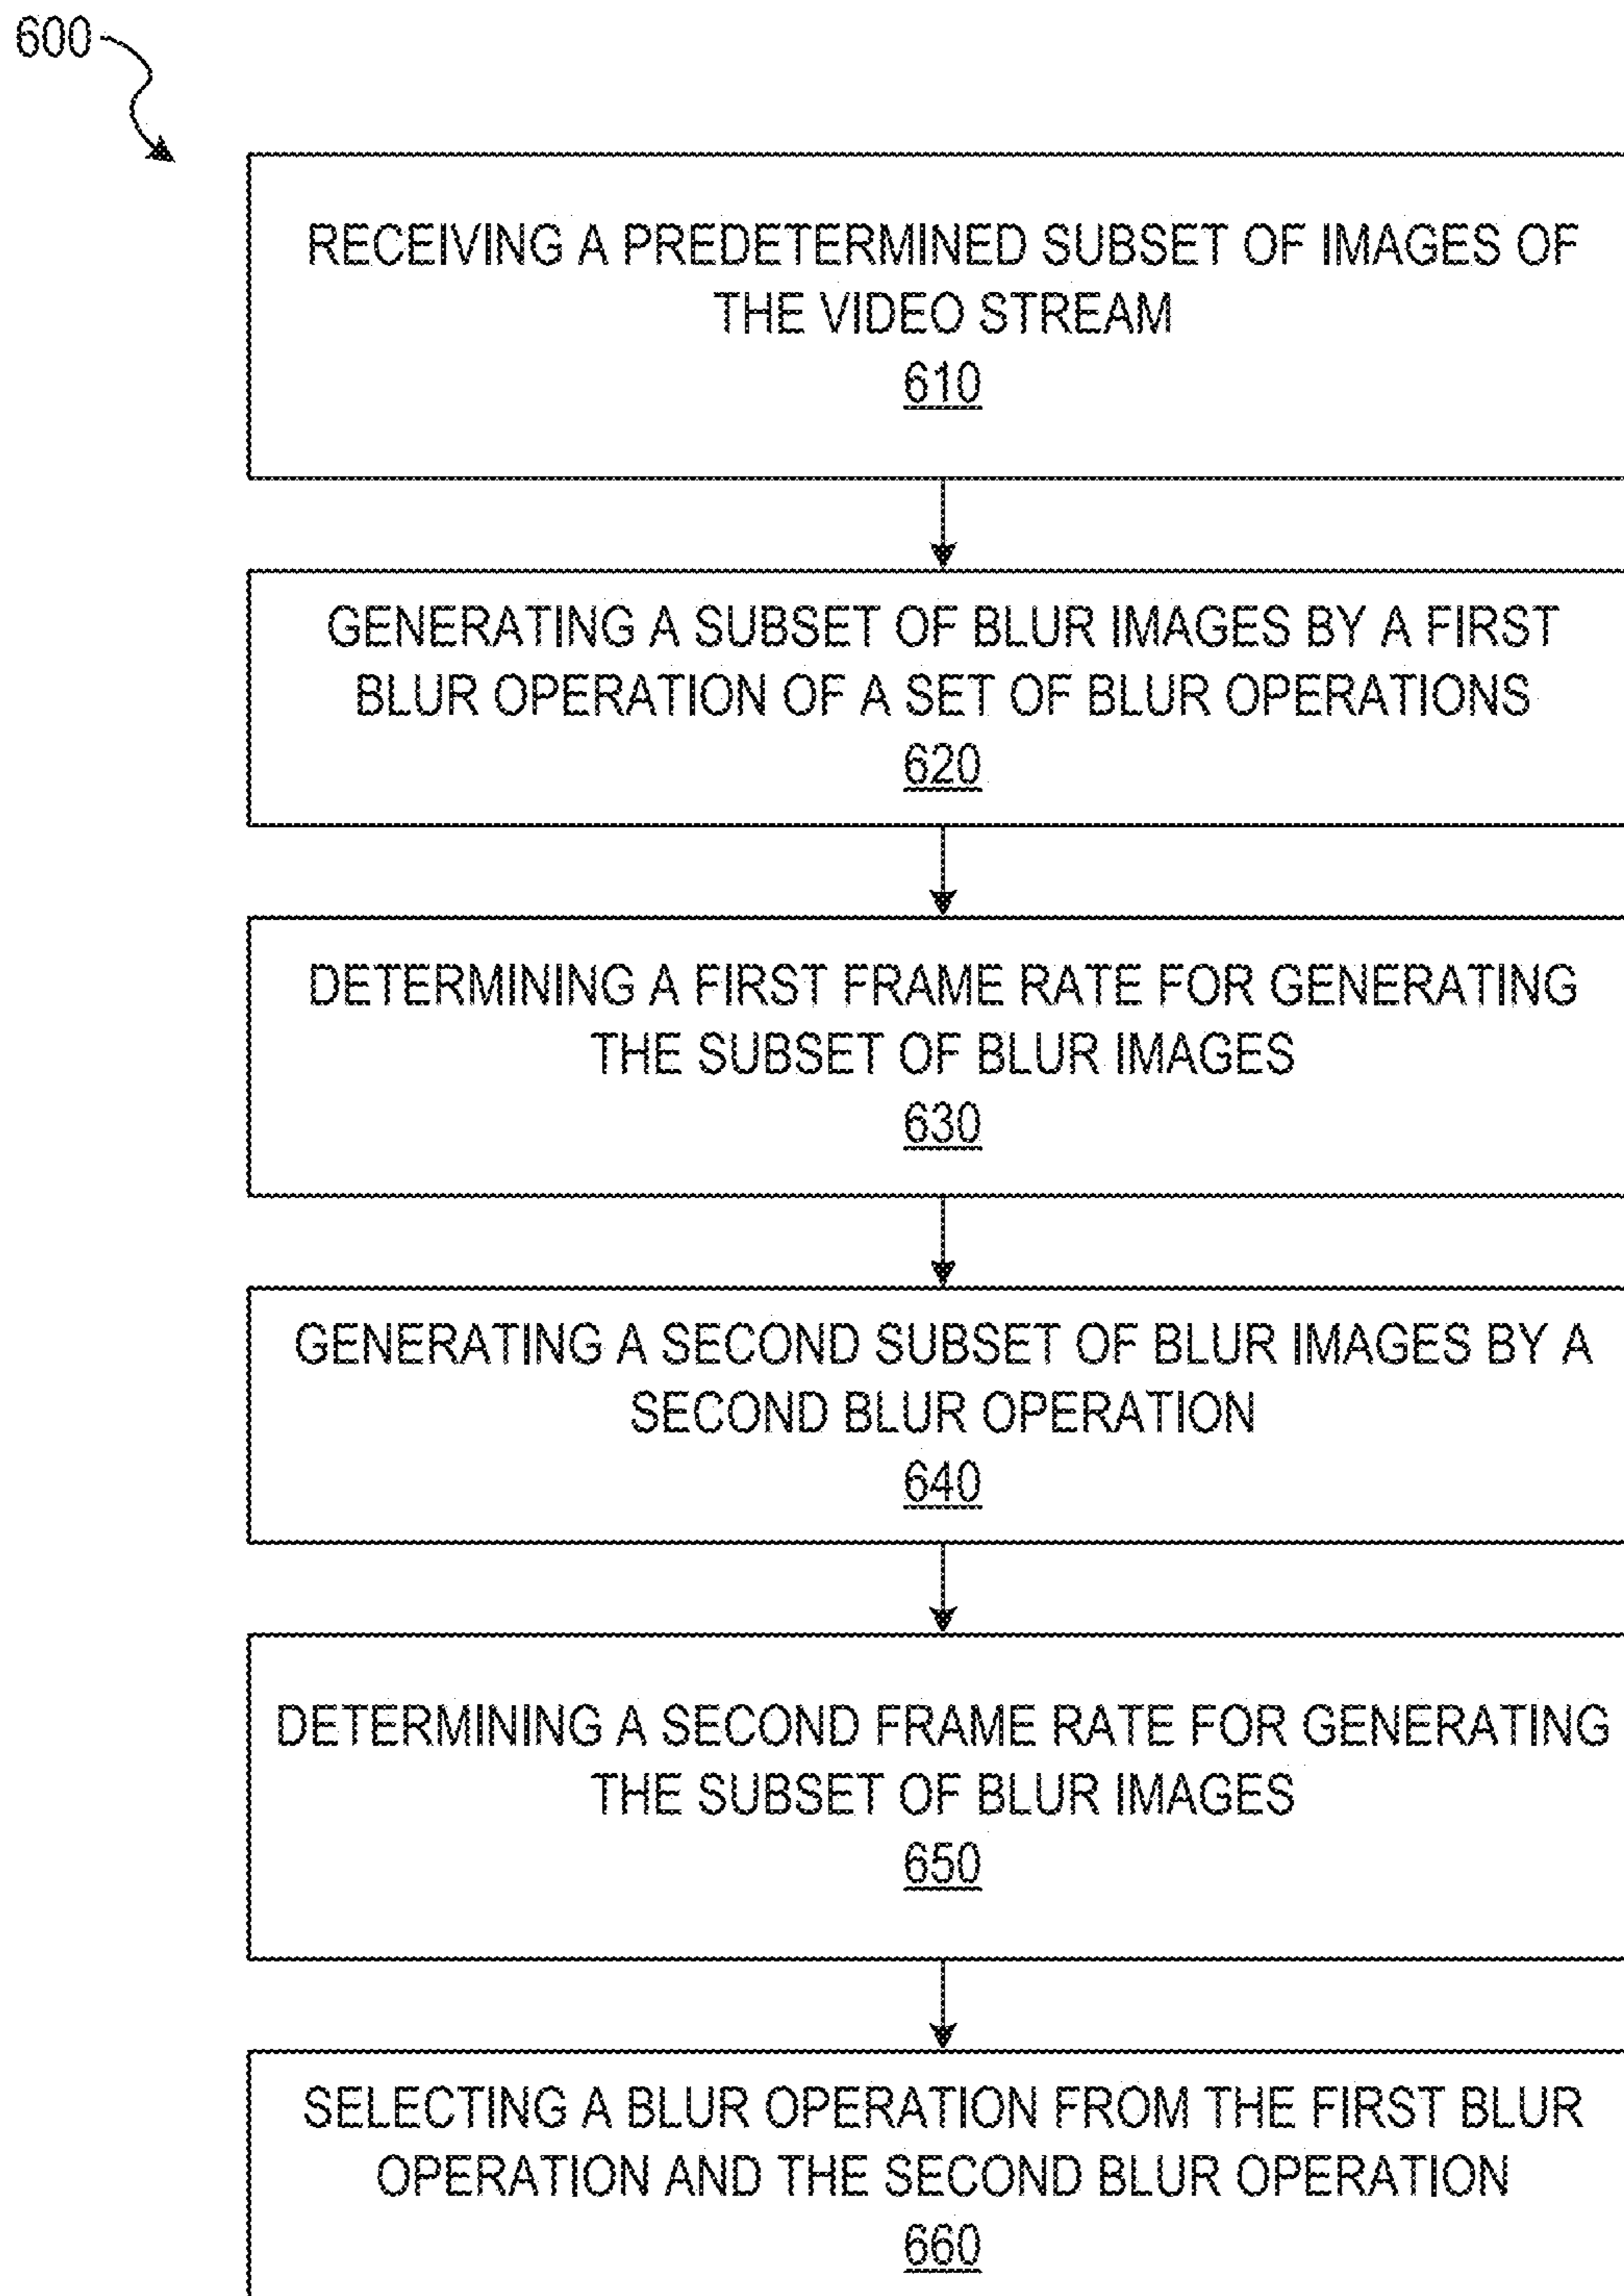 600
RECEIVING A PREDETERMINED SUBSET OF IMAGES OF
THE VIDEO STREAM
610
GENERATING A SUBSET OF BLUR IMAGES BY A FIRST
BLUR OPERATION OF A SET OF BLUR OPERATIONS
620
DETERMINING A FIRST FRAME RATE FOR GENERATING
THE SUBSET OF BLUR IMAGES
630
GENERATING A SECOND SUBSET OF BLUR IMAGES BY A
SECOND BLUR OPERATION
640
DETERMINING A SECOND FRAME RATE FOR GENERATING
THE SUBSET OF BLUR IMAGES
650
SELECTING A BLUR OPERATION FROM THE FIRST BLUR
OPERATION AND THE SECOND BLUR OPERATION
660